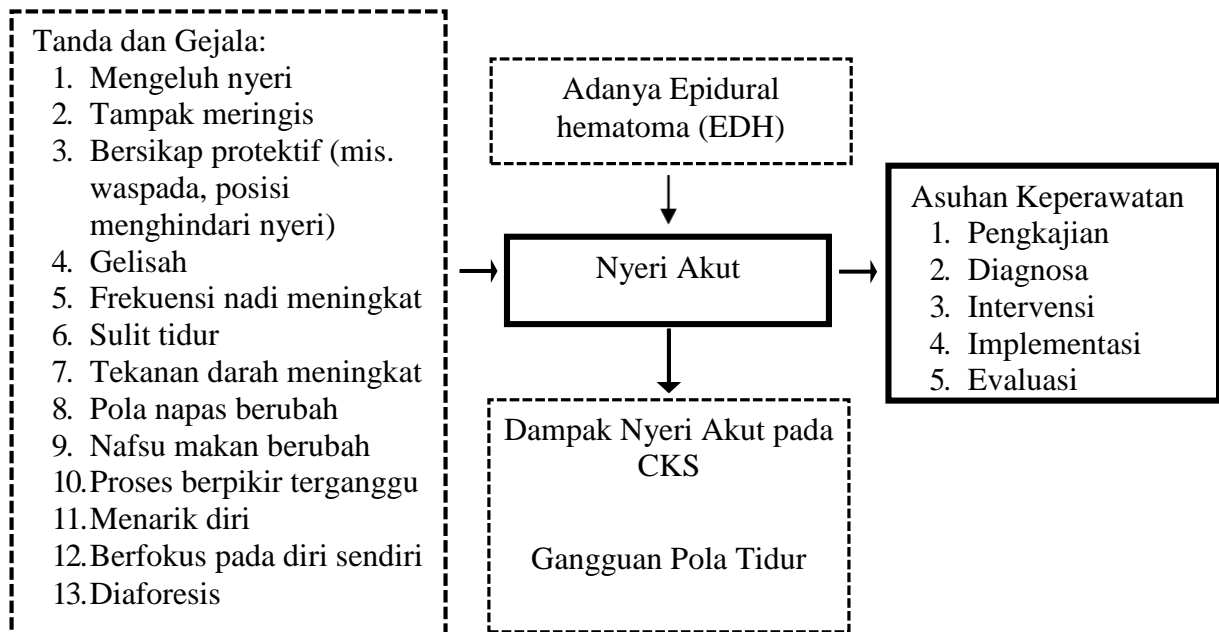 Tanda dan Gejala:
1. Mengeluh nyeri
2. Tampak meringis
3. Bersikap protektif (mis.
waspada, posisi
menghindari nyeri)
4. Gelisah
5. Frekuensi nadi meningkat
6. Sulit tidur
7. Tekanan darah meningkat
8. Pola napas berubah
9. Nafsu makan berubah
10. Proses berpikir terganggu
11. Menarik diri
12. Berfokus pada diri sendiri
13. Diaforesis
Adanya Epidural
hematoma (EDH)
Nyeri Akut
Dampak Nyeri Akut pada
CKS
Gangguan Pola Tidur
Asuhan Keperawatan
1. Pengkajian
2. Diagnosa
3. Intervensi
4. Implementasi
5. Evaluasi